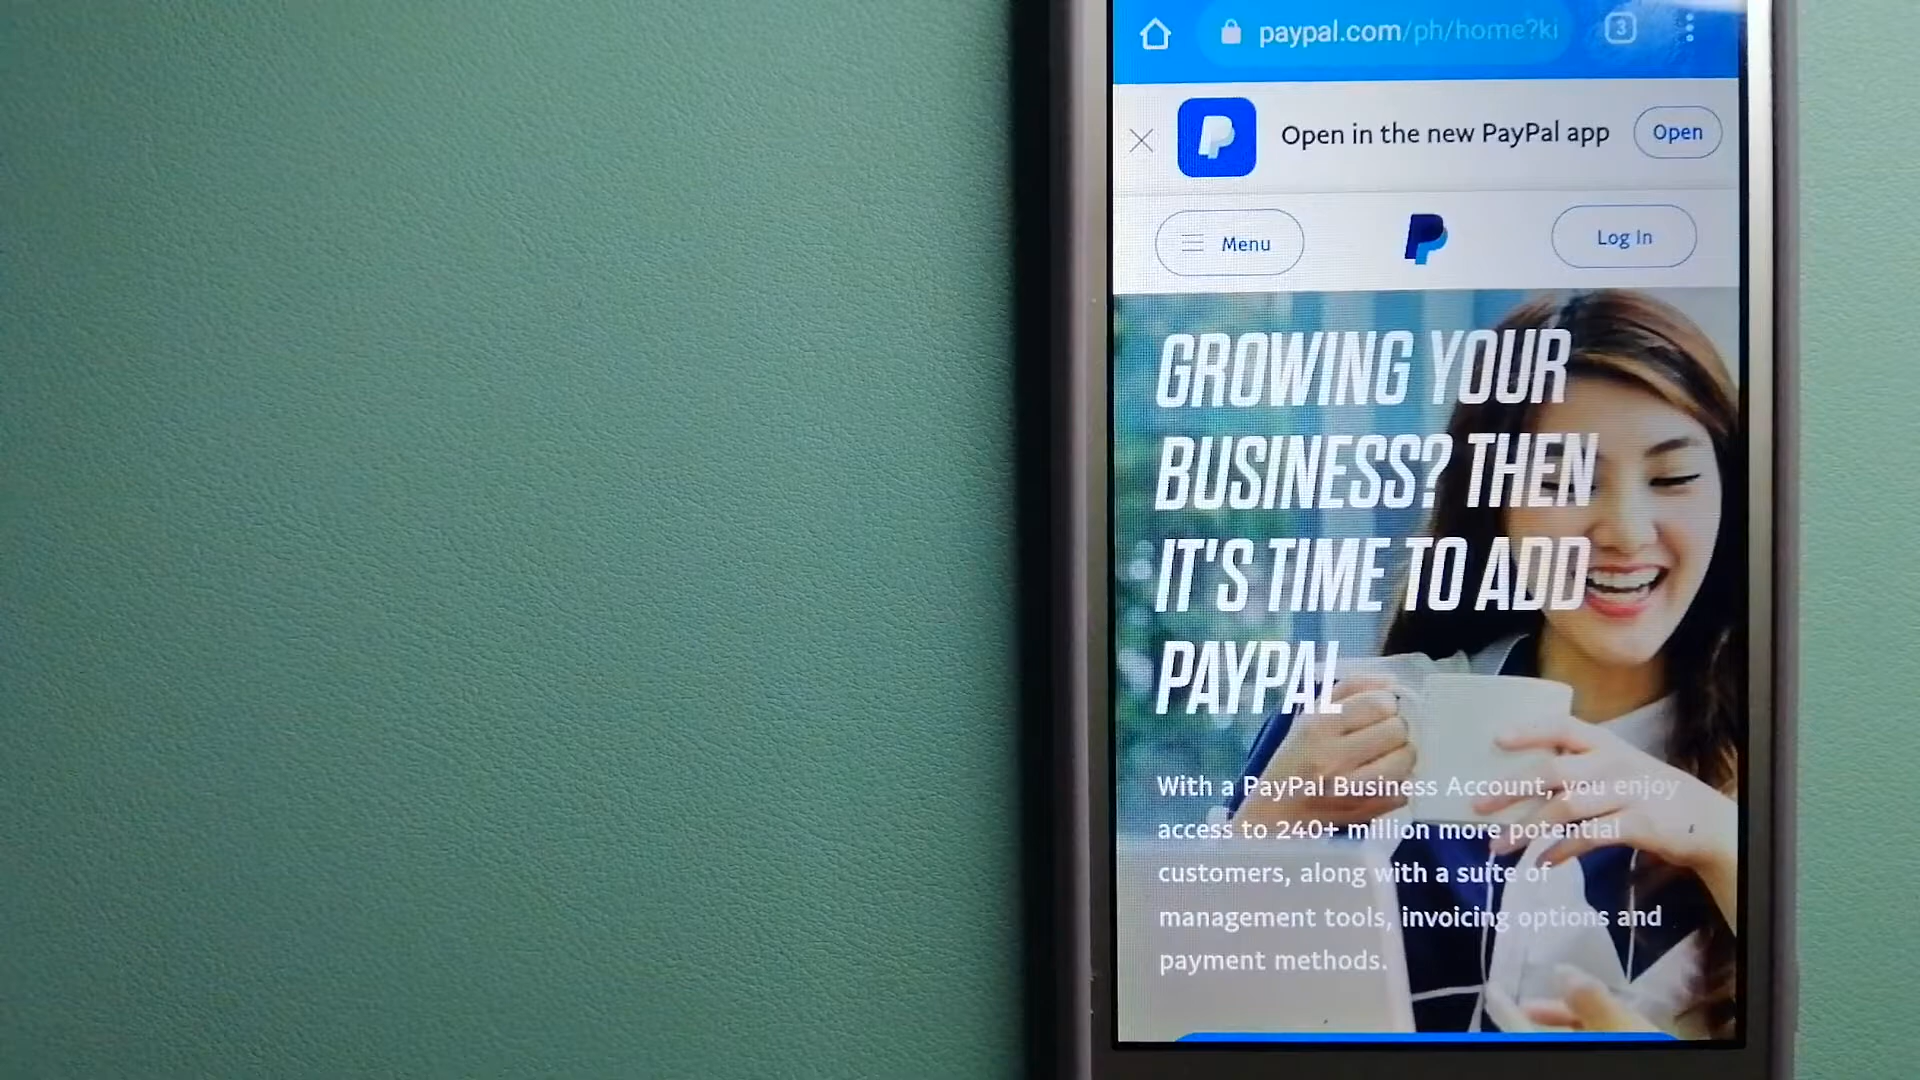 paypal.com/ph/home?ki
3
Open in the new PayPal app
Open
Menu
Log In
GROWING YOUR
BUSINESS? THEN
IT'S TIME TO ADD
PAYPAL
With a PayPal Business Account, you enjoy
access to 240+ million more potential
customers, along with a suite of
management tools, invoicing options and
payment methods.